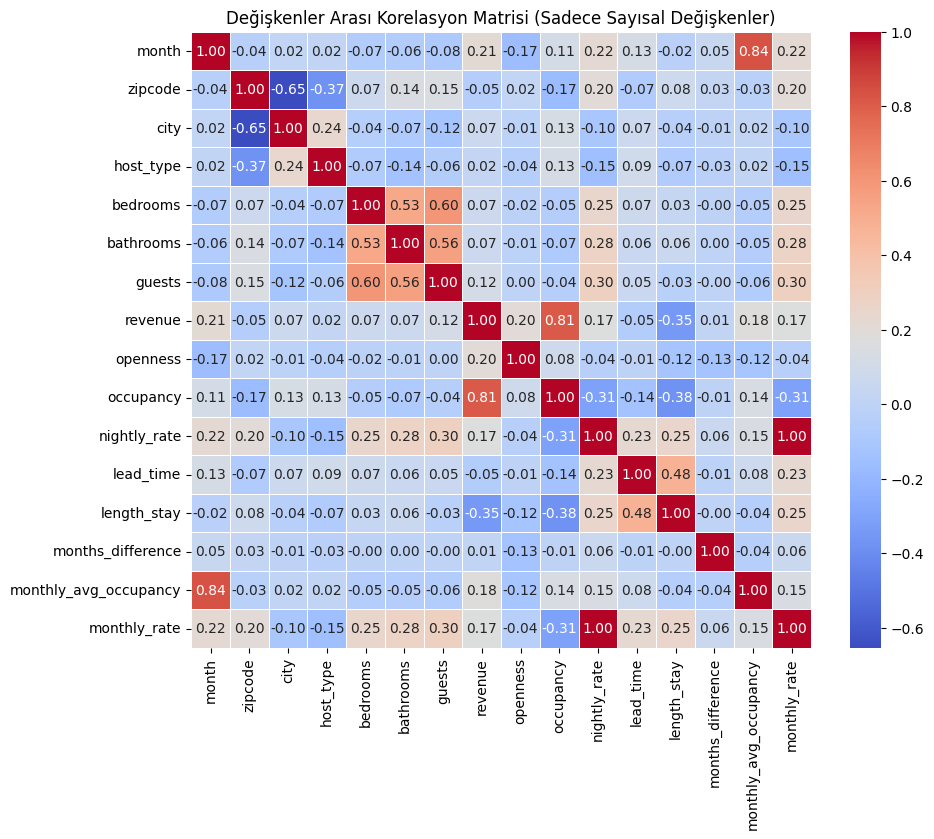 Değişkenler Arası Korelasyon Matrisi (Sadece Sayısal Değişkenler)
month 1.00 -0.04 0.02 0.02 -0.07 -0.06 -0.08 0.21 -0.17 0.11 0.22 0.13 -0.02 0.05 0.84 0.22
zipcode -0.04 1.00 -0.65 -0.37 0.07 0.14 0.15 -0.05 0.02 -0.17 0.20 -0.07 0.08 0.03 -0.03 0.20
city 0.02 -0.65 1.00 0.24 -0.04 -0.07 -0.12 0.07 -0.01 0.13 -0.10 0.07 -0.04 -0.01 0.02 -0.10
host_type 0.02 -0.37 0.24 1.00 -0.07 -0.14 -0.06 0.02 -0.04 0.13 -0.15 0.09 -0.07 -0.03 0.02 -0.15
bedrooms -0.07 0.07 -0.04 -0.07 1.00 0.53 0.60 0.07 -0.02 -0.05 0.25 0.07 0.03 -0.00 -0.05 0.25
bathrooms -0.06 0.14 -0.07 -0.14 0.53 1.00 0.56 0.07 -0.01 -0.07 0.28 0.06 0.06 0.00 -0.05 0.28
guests -0.08 0.15 -0.12 -0.06 0.60 0.56 1.00 0.12 0.00 -0.04 0.30 0.05 -0.03 -0.00 -0.06 0.30
revenue 0.21 -0.05 0.07 0.02 0.07 0.07 0.12 1.00 0.20 0.81 0.17 -0.05 -0.35 0.01 0.18 0.17
openness -0.17 0.02 -0.01 -0.04 -0.02 -0.01 0.00 0.20 1.00 0.08 -0.04 -0.01 -0.12 -0.13 -0.12 -0.04
occupancy 0.11 -0.17 0.13 0.13 -0.05 -0.07 -0.04 0.81 0.08 1.00 -0.31 -0.14 -0.38 -0.01 0.14 -0.31
nightly_rate 0.22 0.20 -0.10 -0.15 0.25 0.28 0.30 0.17 -0.04 -0.31 1.00 0.23 0.25 0.06 0.15 1.00
lead_time 0.13 -0.07 0.07 0.09 0.07 0.06 0.05 -0.05 -0.01 -0.14 0.23 1.00 0.48 -0.01 0.08 0.23
length_stay -0.02 0.08 -0.04 -0.07 0.03 0.06 -0.03 -0.35 -0.12 -0.38 0.25 0.48 1.00 -0.00 -0.04 0.25
months_difference 0.05 0.03 -0.01 -0.03 -0.00 0.00 -0.00 0.01 -0.13 -0.01 0.06 -0.01 -0.00 1.00 -0.04 0.06
monthly_avg_occupancy 0.84 -0.03 0.02 0.02 -0.05 -0.05 -0.06 0.18 -0.12 0.14 0.15 0.08 -0.04 -0.04 1.00 0.15
monthly_rate 0.22 0.20 -0.10 -0.15 0.25 0.28 0.30 0.17 -0.04 -0.31 1.00 0.23 0.25 0.06 0.15 1.00
month
zipcode
city
host_type
bedrooms
bathrooms
guests
revenue
openness
occupancy
nightly_rate
lead_time
length_stay
months_difference
monthly_avg_occupancy
monthly_rate
1.0
0.8
0.6
0.4
0.2
0.0
−0.2
−0.4
−0.6